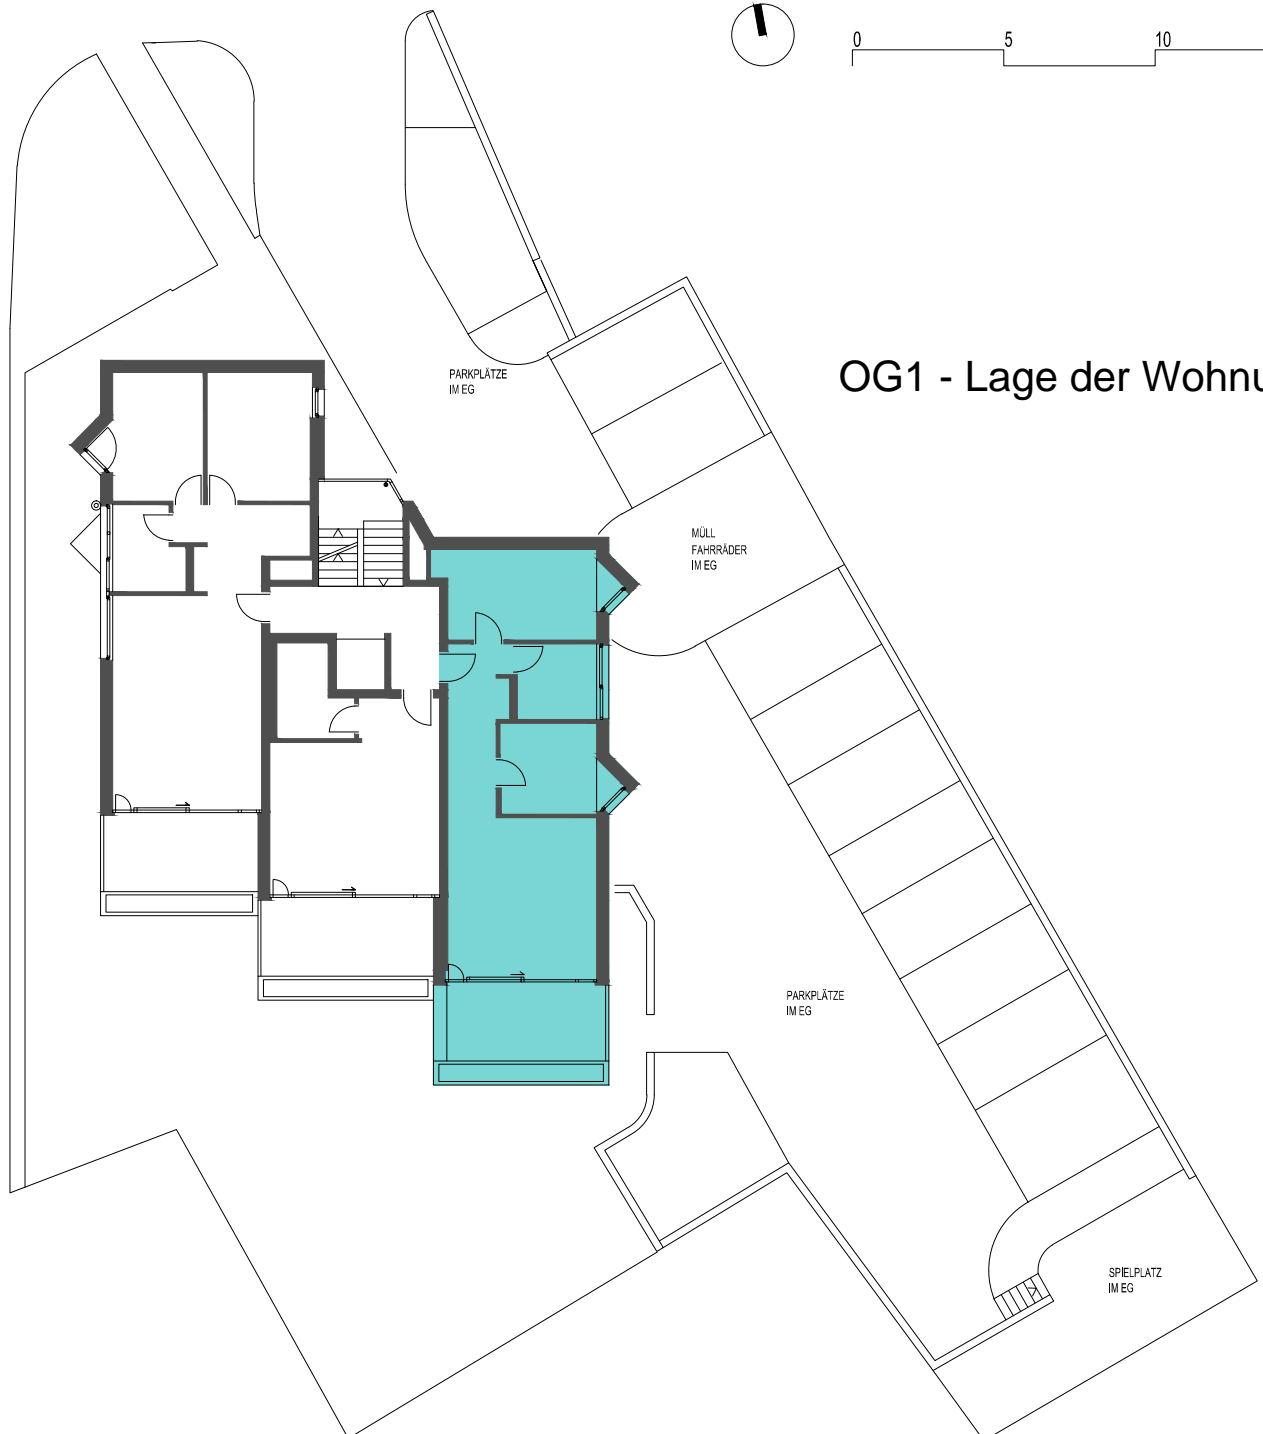 0 5 10
OG1 - Lage der Wohnu
PARKPLÄTZE
IM EG
MÜLL
FAHRRÄDER
IM EG
PARKPLÄTZE
IM EG
SPIELPLATZ
IM EG